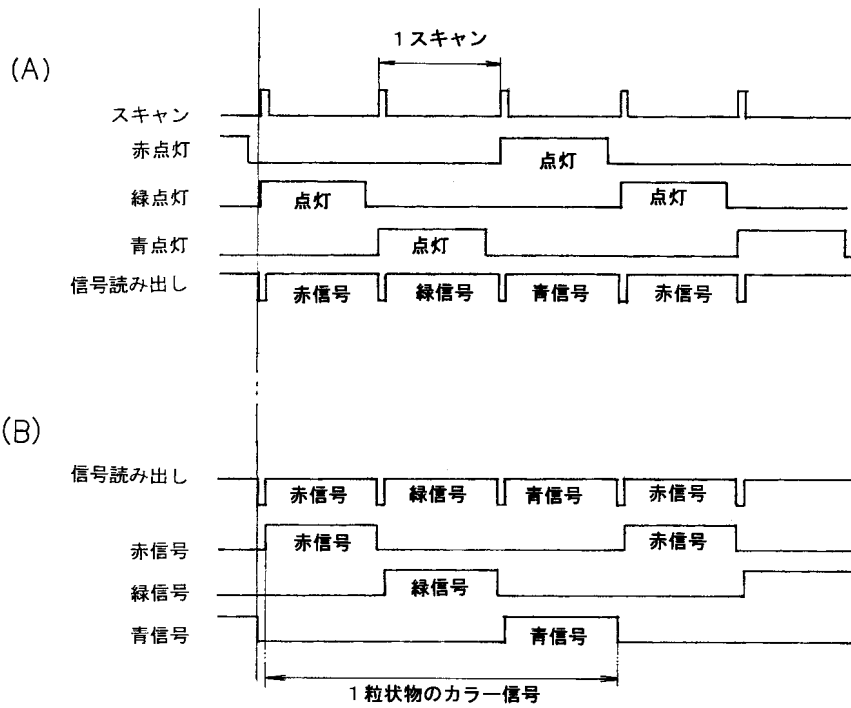 (A)
1スキャン
スキャン
赤点灯
点灯
緑点灯
点灯
点灯
青点灯
点灯
信号読み出し
赤信号
緑信号
青信号
赤信号
(B)
信号読み出し
赤信号
緑信号
青信号
赤信号
赤信号
赤信号
赤信号
緑信号
緑信号
青信号
青信号
1粒状物のカラー信号